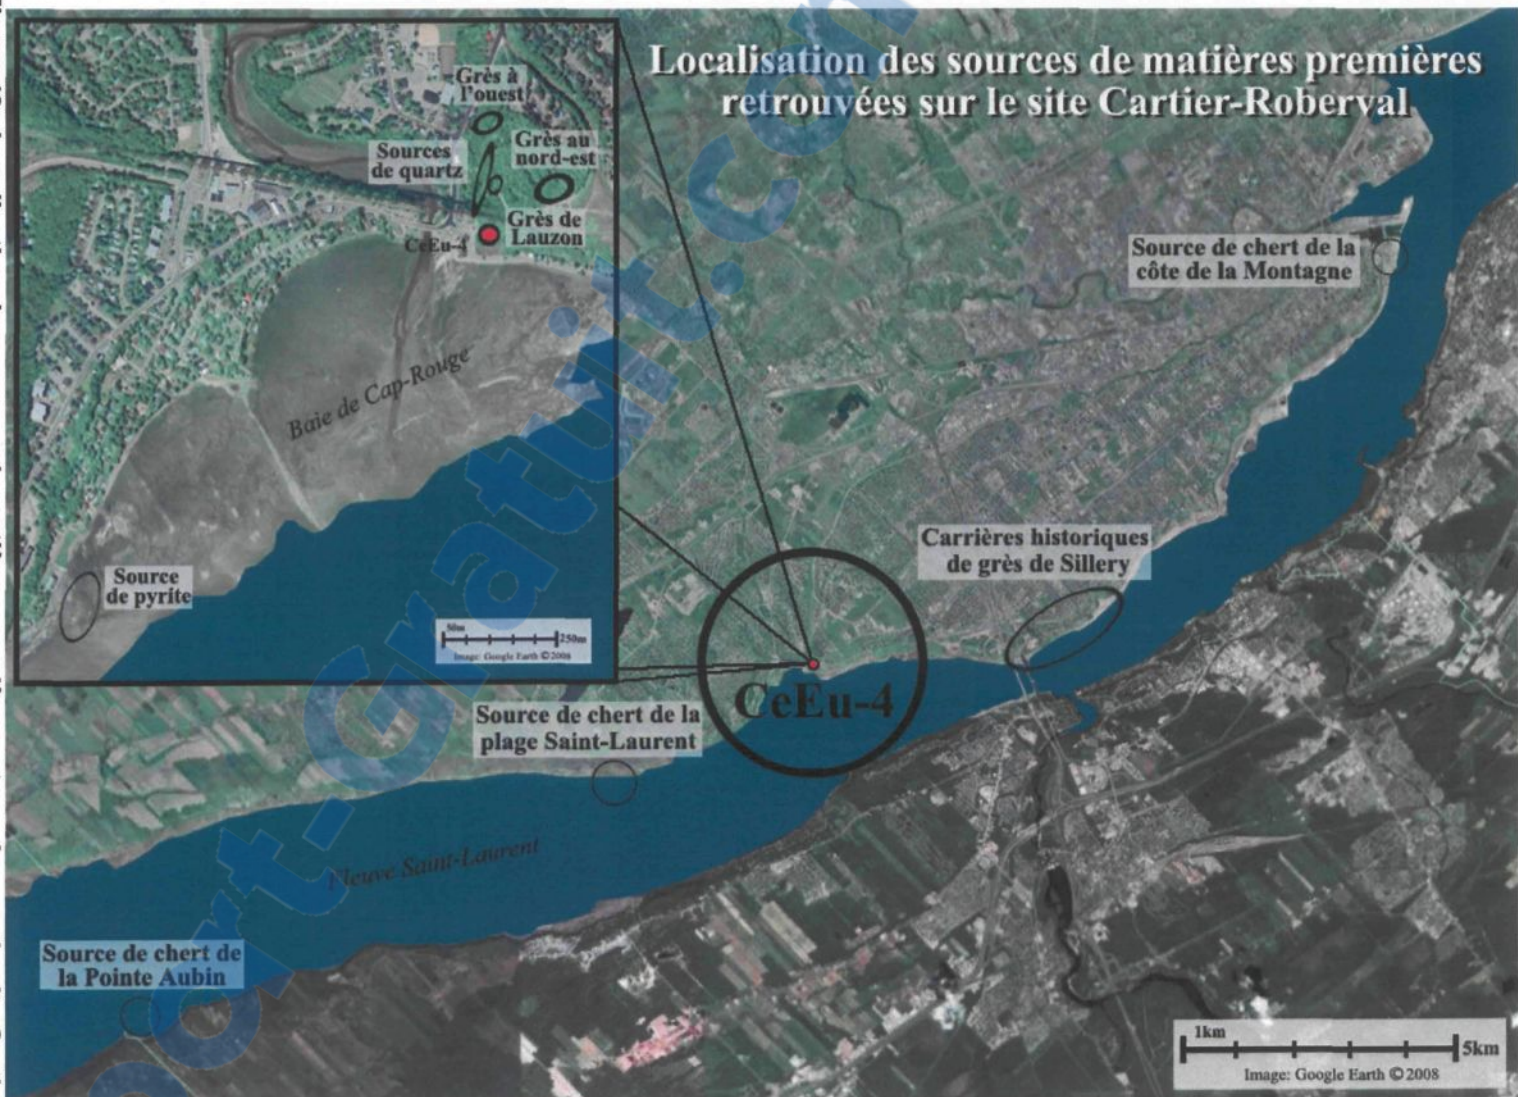 Localisation des sources de matières premières
retrouvées sur le site Cartier-Roberval
Grès à
l'ouest
Sources
de quartz
Grès au
nord-est
Grès de
Lauzon
CeEu-4
Baie de Cap-Rouge
Source
de pyrite
50m
250m
Image: Google Earth ©2008
Source de chert de la
côte de la Montagne
Carrières historiques
de grès de Sillery
CeEu-4
Source de chert de la
plage Saint-Laurent
Fleuve Saint-Laurent
Source de chert de
la Pointe Aubin
1km
5km
Image: Google Earth ©2008
ort-Gratuit.com